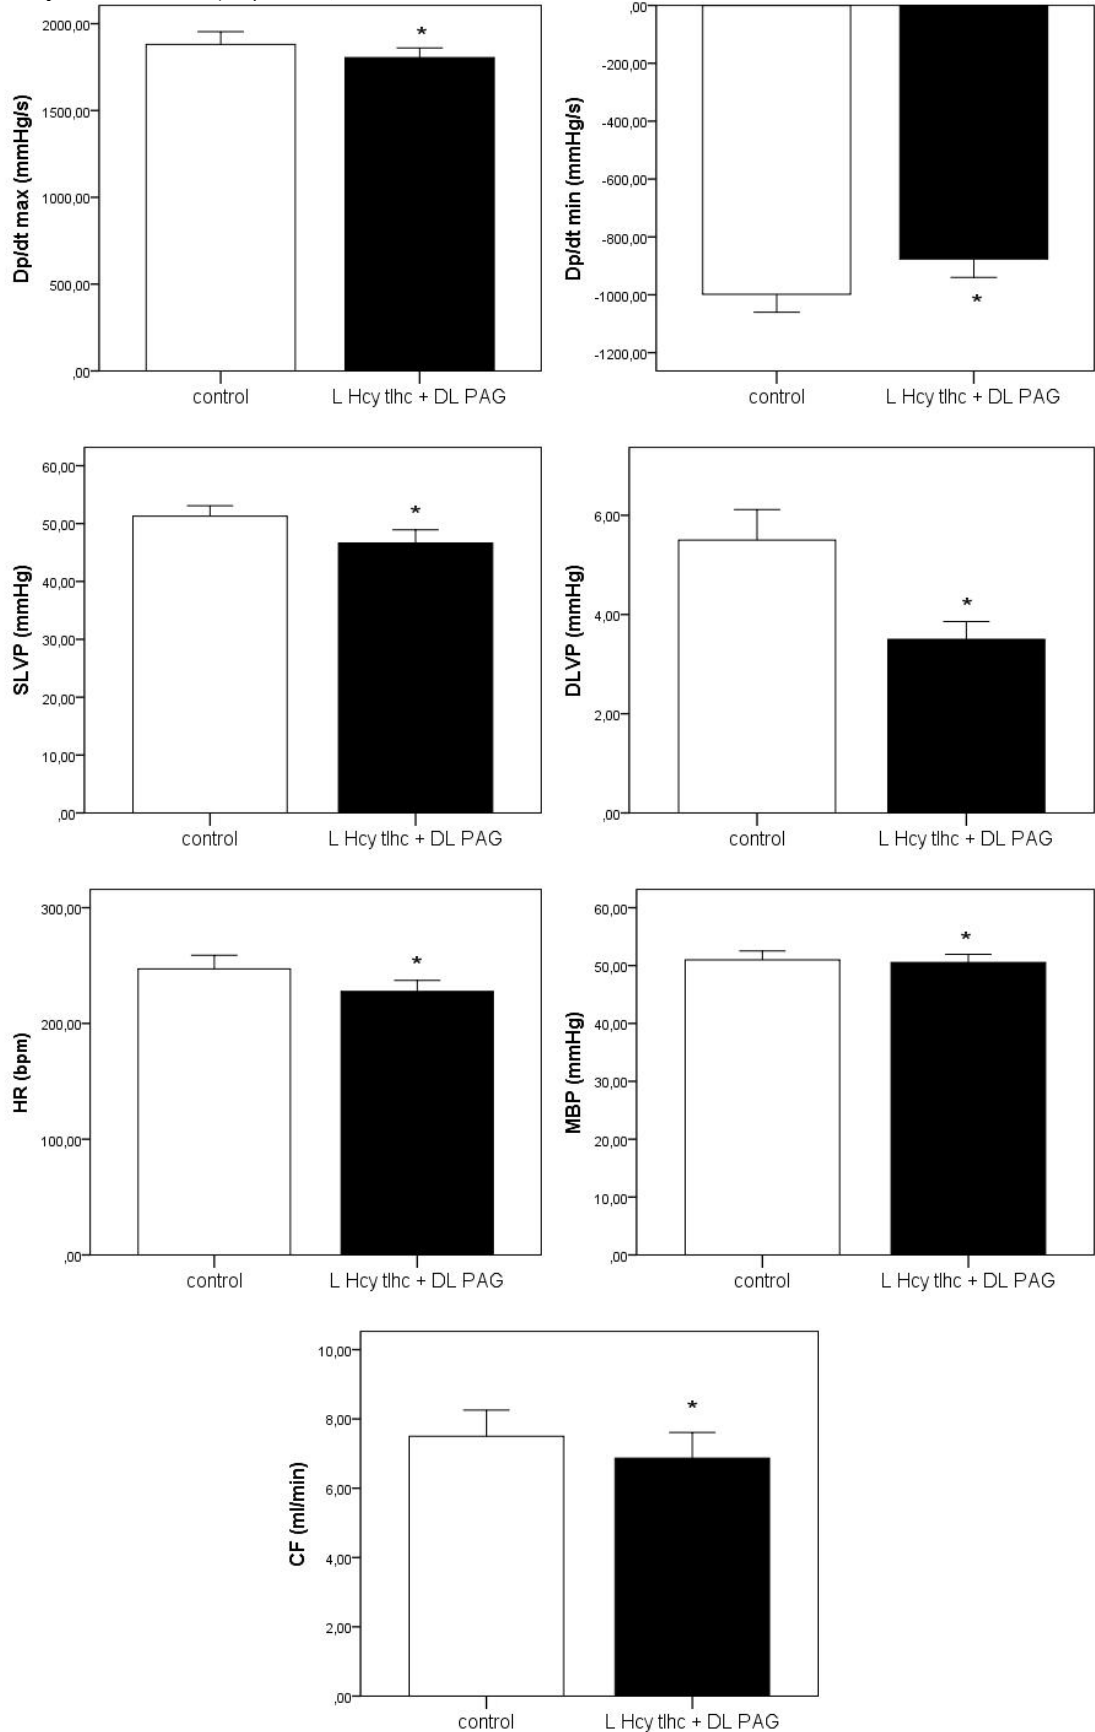 2000,00
1500,00
1000,00
500,00
,00
Dp/dt max (mmHg/s)
*
control
L Hcy tlhc + DL PAG
,00
-200,00
-400,00
-600,00
-800,00
-1000,00
-1200,00
Dp/dt min (mmHg/s)
*
control
L Hcy tlhc + DL PAG
60,00
50,00
40,00
30,00
20,00
10,00
,00
SLVP (mmHg)
*
control
L Hcy tlhc + DL PAG
6,00
4,00
2,00
,00
DLVP (mmHg)
*
control
L Hcy tlhc + DL PAG
300,00
200,00
100,00
,00
HR (bpm)
*
control
L Hcy tlhc + DL PAG
60,00
50,00
40,00
30,00
20,00
10,00
,00
MBP (mmHg)
*
control
L Hcy tlhc + DL PAG
10,00
8,00
6,00
4,00
2,00
,00
CF (ml/min)
*
control
L Hcy tlhc + DL PAG